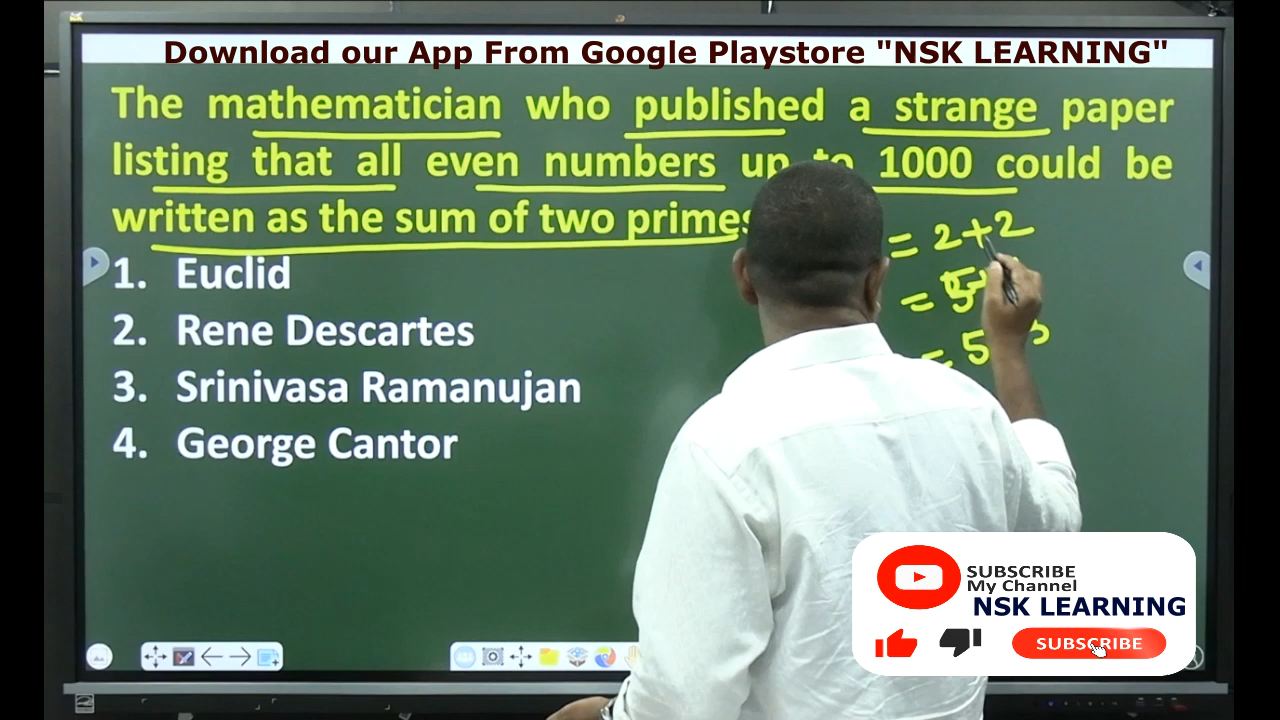 Download our App From Google Playstore "NSK LEARNING"
The mathematician who published a strange paper
listing that all even numbers up to 1000 could be
written as the sum of two primes
= 2+2
=
= 5
1. Euclid
2. Rene Descartes
3. Srinivasa Ramanujan
4. George Cantor
SUBSCRIBE
My Channel
NSK LEARNING
SUBSCRIBE